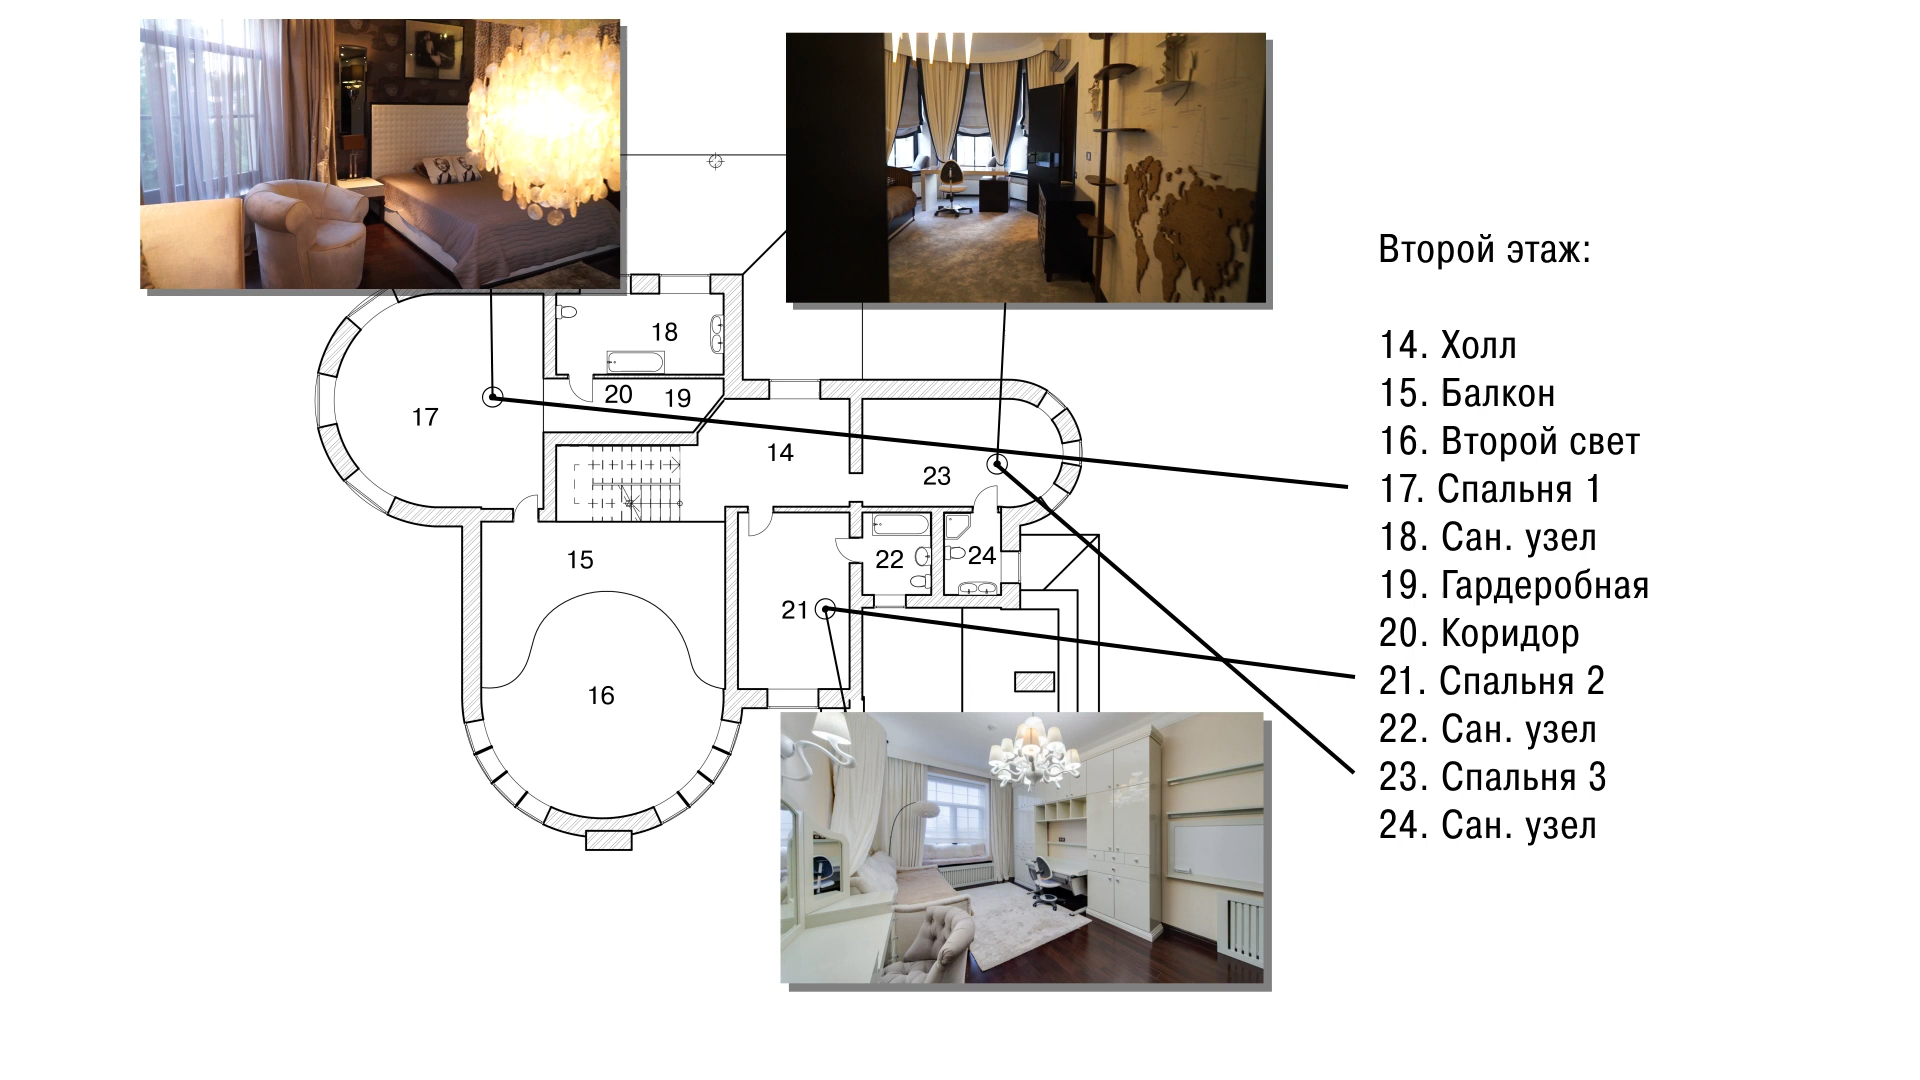 Второй этаж:
14. Холл
15. Балкон
16. Второй свет
17. Спальня 1
18. Сан. узел
19. Гардеробная
20. Коридор
21. Спальня 2
22. Сан. узел
23. Спальня 3
24. Сан. узел
18
20
19
17
14
23
15
22
24
21
16